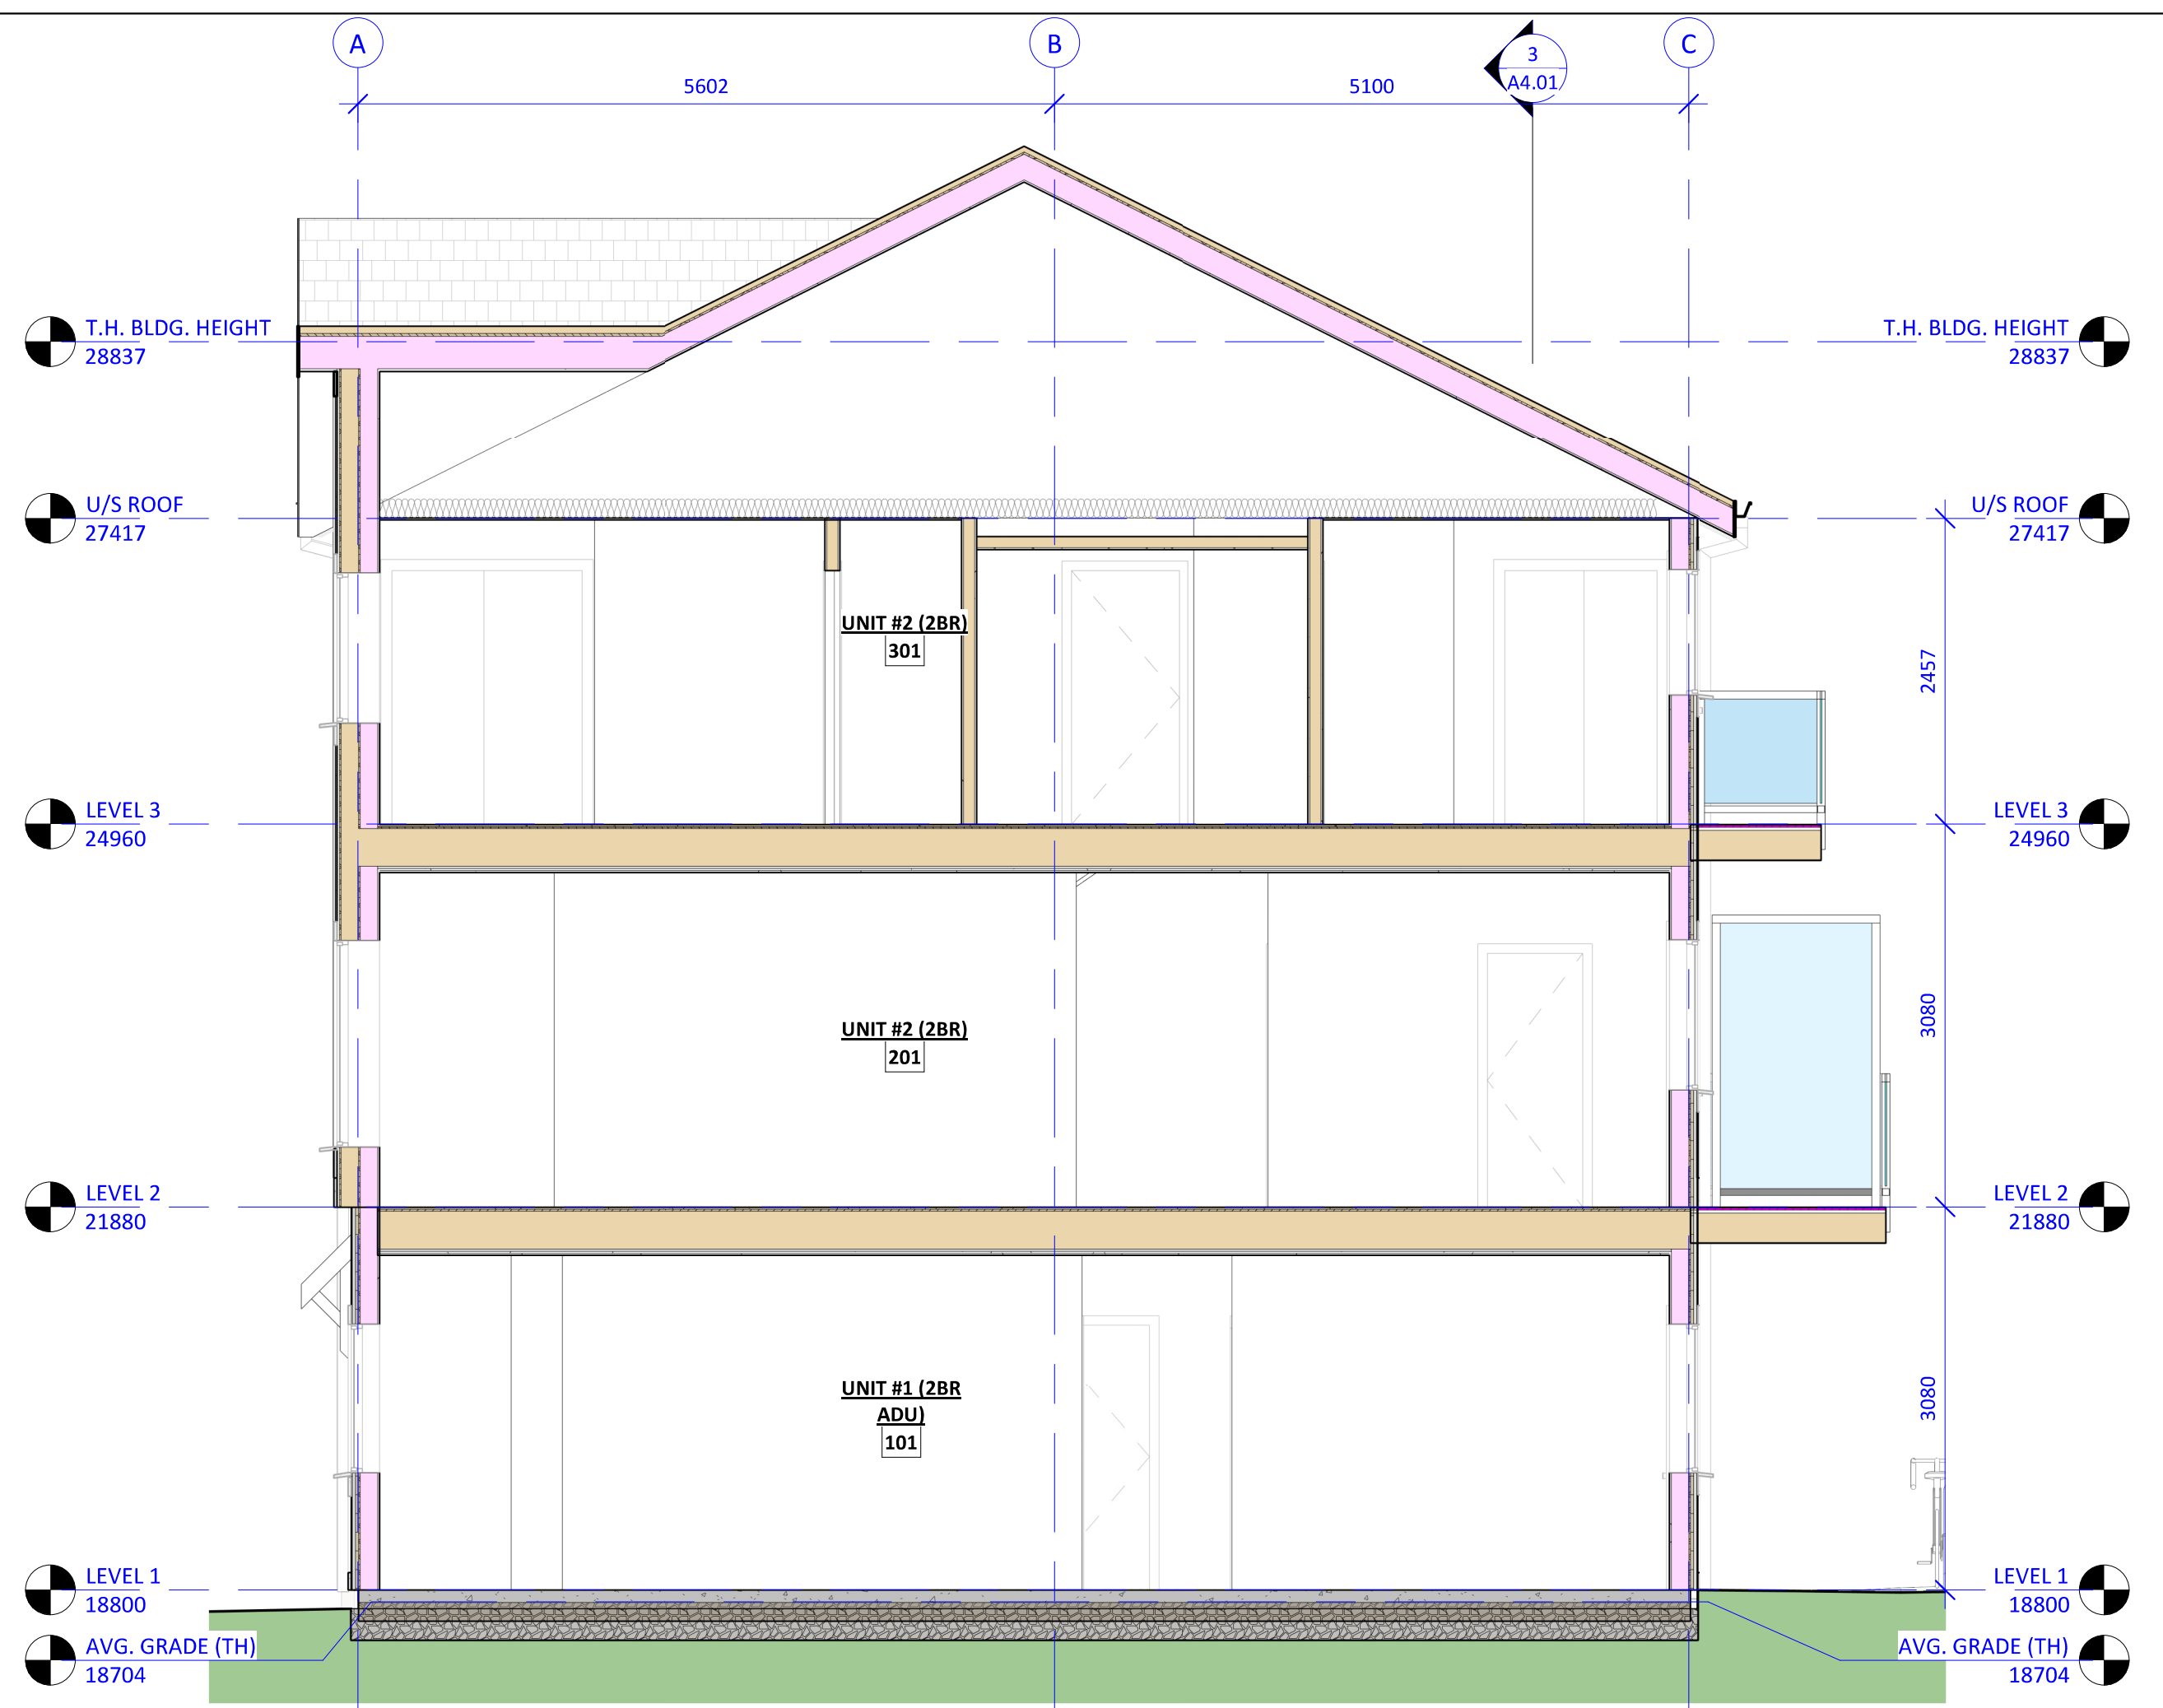 A
B
C
3
A4.01
5602
5100
T.H. BLDG. HEIGHT
28837
T.H. BLDG. HEIGHT
28837
U/S ROOF
27417
U/S ROOF
27417
UNIT #2 (2BR)
301
2457
LEVEL 3
24960
LEVEL 3
24960
UNIT #2 (2BR)
201
3080
LEVEL 2
21880
LEVEL 2
21880
UNIT #1 (2BR
ADU)
101
3080
LEVEL 1
18800
LEVEL 1
18800
AVG. GRADE (TH)
18704
AVG. GRADE (TH)
18704